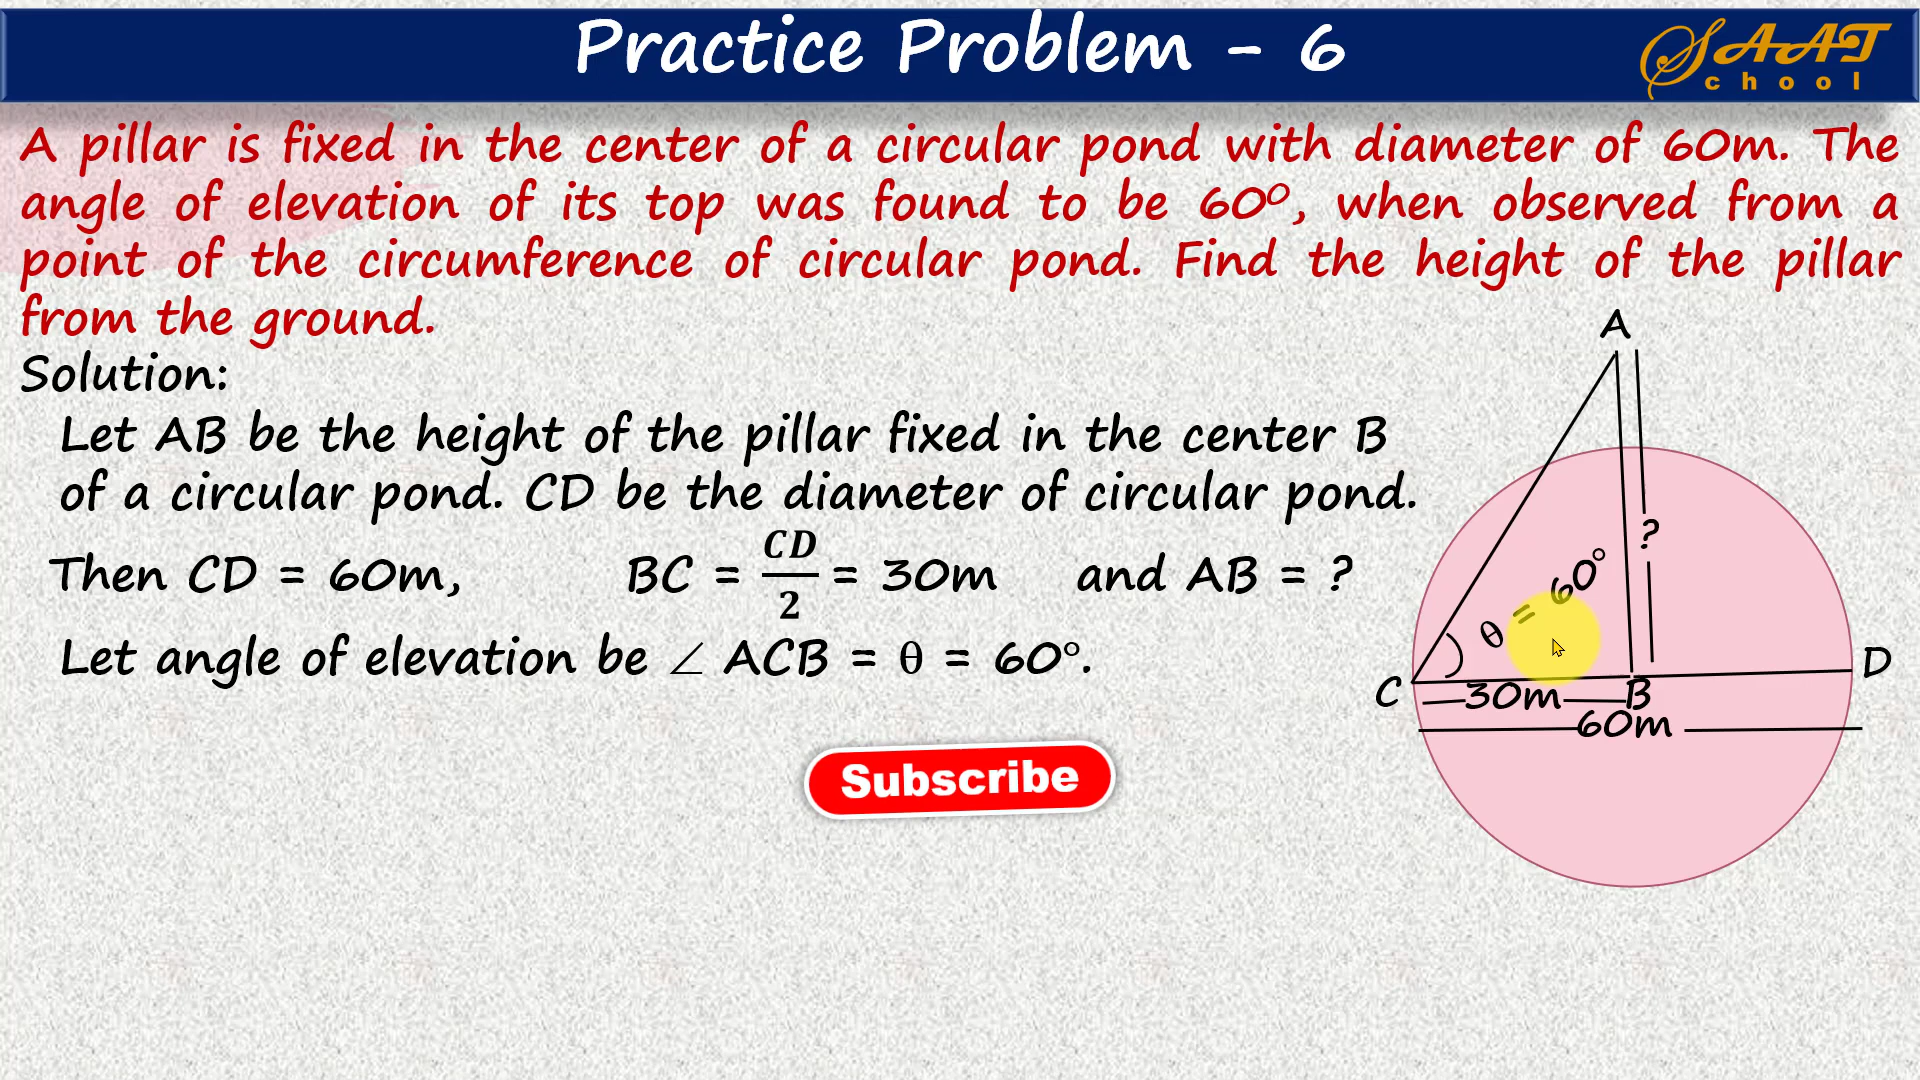 Practice Problem - 6
SAAT
chool
A pillar is fixed in the center of a circular pond with diameter of 60m. The
angle of elevation of its top was found to be 60⁰, when observed from a
point of the circumference of circular pond. Find the height of the pillar
from the ground.
Solution:
Let AB be the height of the pillar fixed in the center B
of a circular pond. CD be the diameter of circular pond.
Then CD = 60m, BC = CD/2 = 30m and AB = ?
Let angle of elevation be ∠ ACB = θ = 60°.
A
?
θ = 60°
C
B
D
30m
60m
Subscribe